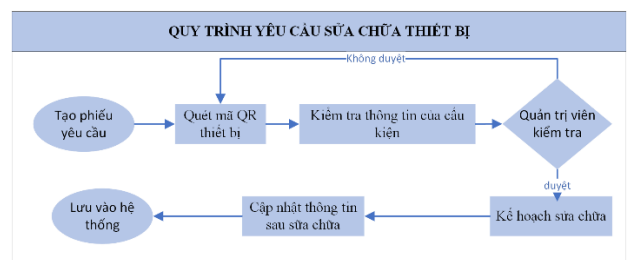 QUY TRÌNH YÊU CẦU SỬA CHỮA THIẾT BỊ
Không duyệt
Tạo phiếu
yêu cầu
Quét mã QR
thiết bị
Kiểm tra thông tin của cấu
kiện
Quản trị viên
kiểm tra
duyệt
Lưu vào hệ
thống
Cập nhật thông tin
sau sữa chữa
Kế hoạch sửa chữa